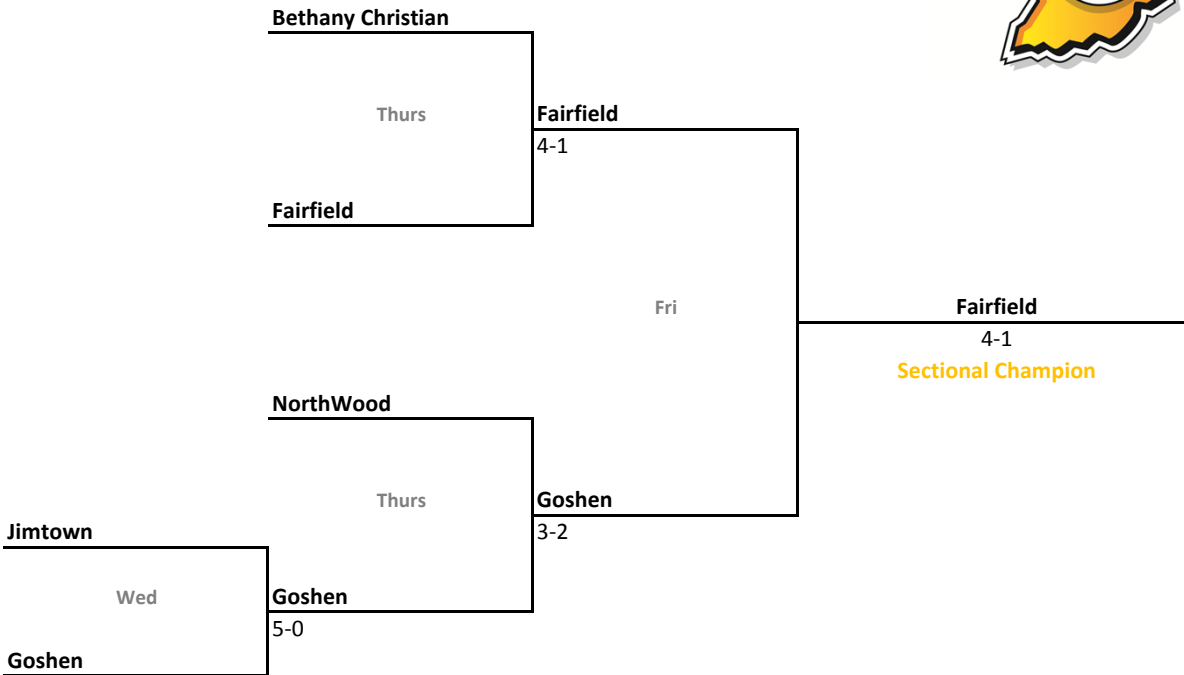 Bethany Christian
Thurs
Fairfield
4-1
Fairfield
Fri
Fairfield
4-1
Sectional Champion
NorthWood
Thurs
Goshen
3-2
Jimtown
Wed
Goshen
5-0
Goshen